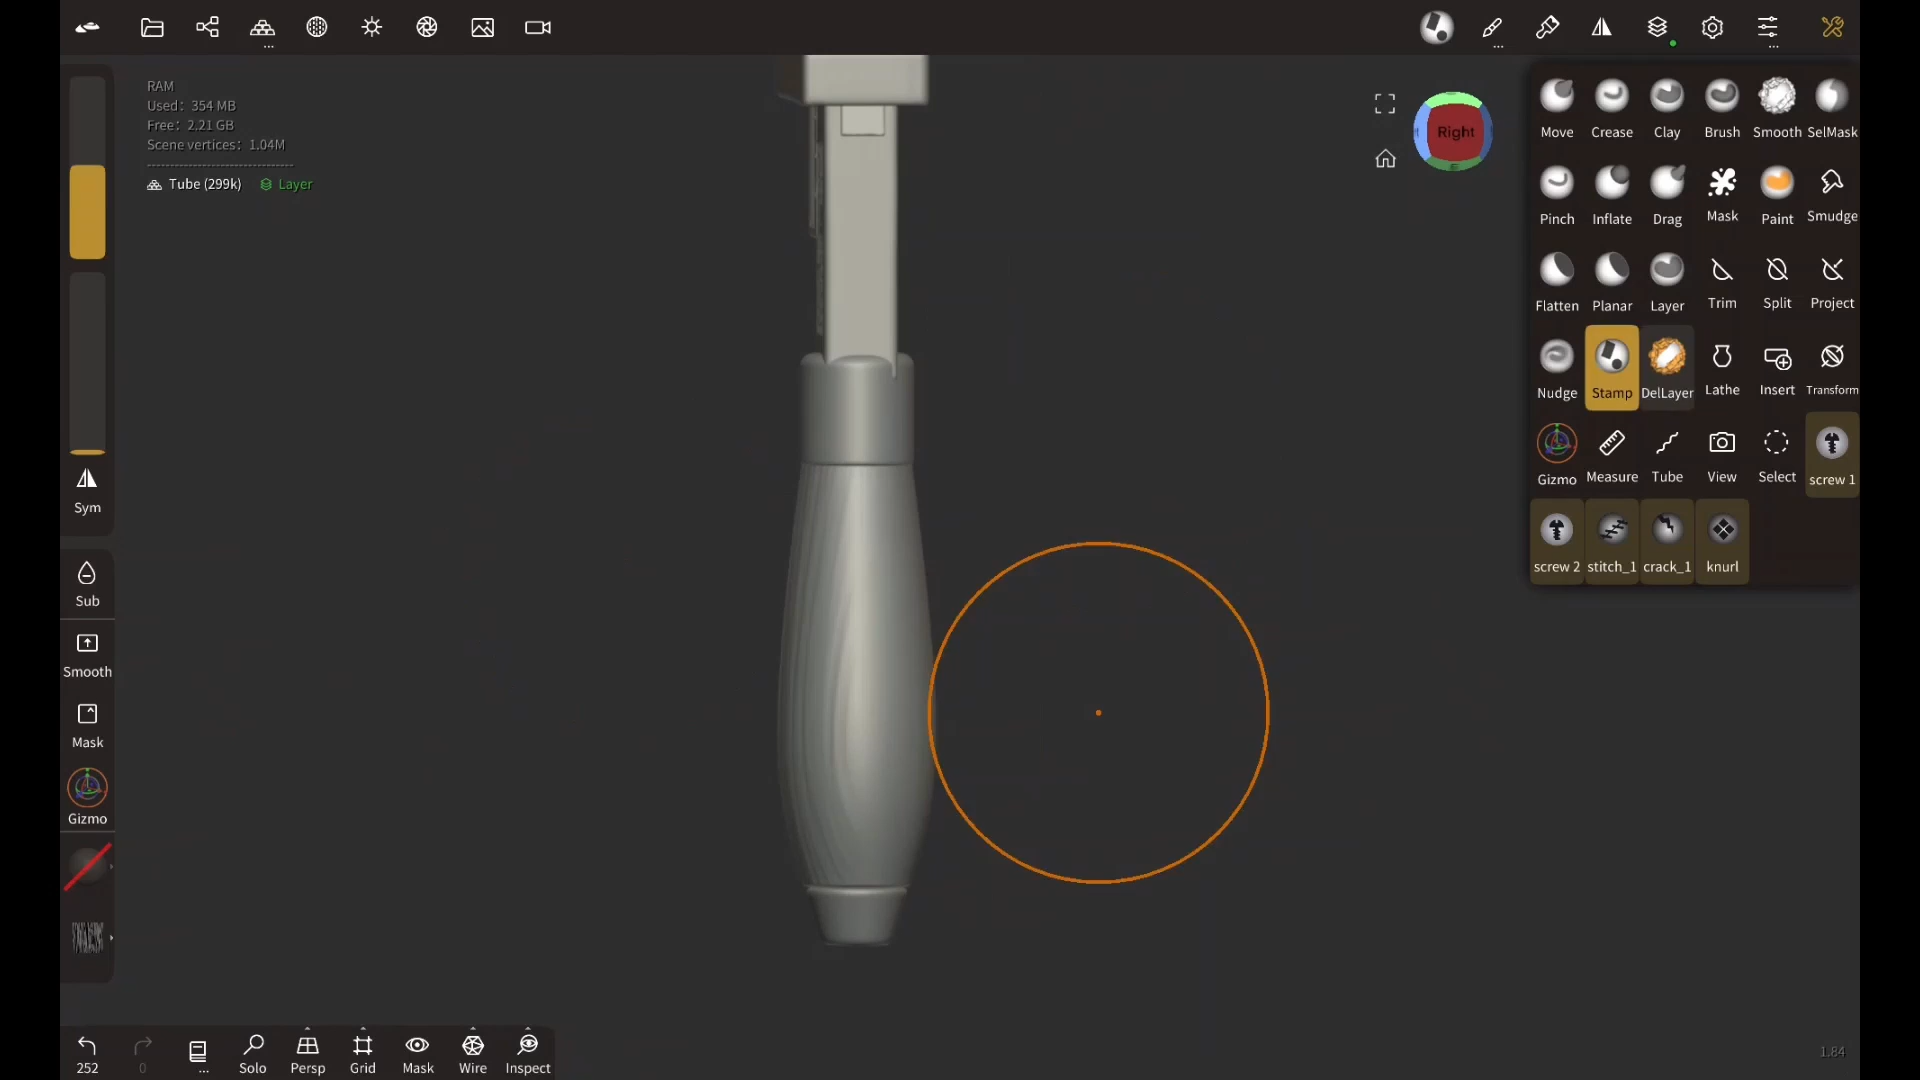 RAM
Used: 354 MB
Free: 2.21 GB
Scene vertices: 1.04M
--------------------------------
Tube (299k) Layer
Right
Move Crease Clay Brush Smooth SelMask
Pinch Inflate Drag Mask Paint Smudge
Flatten Planar Layer Trim Split Project
Nudge Stamp DelLayer Lathe Insert Transform
Gizmo Measure Tube View Select screw 1
screw 2 stitch_1 crack_1 knurl
Sym
Sub
Smooth
Mask
Gizmo
252 0 Solo Persp Grid Mask Wire Inspect
1.84